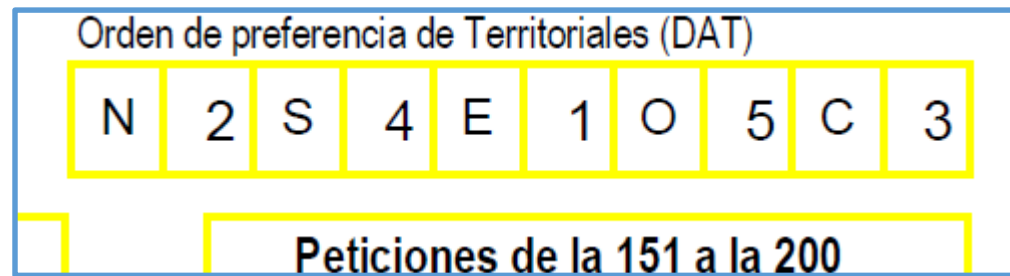 Orden de preferencia de Territoriales (DAT)
N 2 S 4 E 1 O 5 C 3
Peticiones de la 151 a la 200